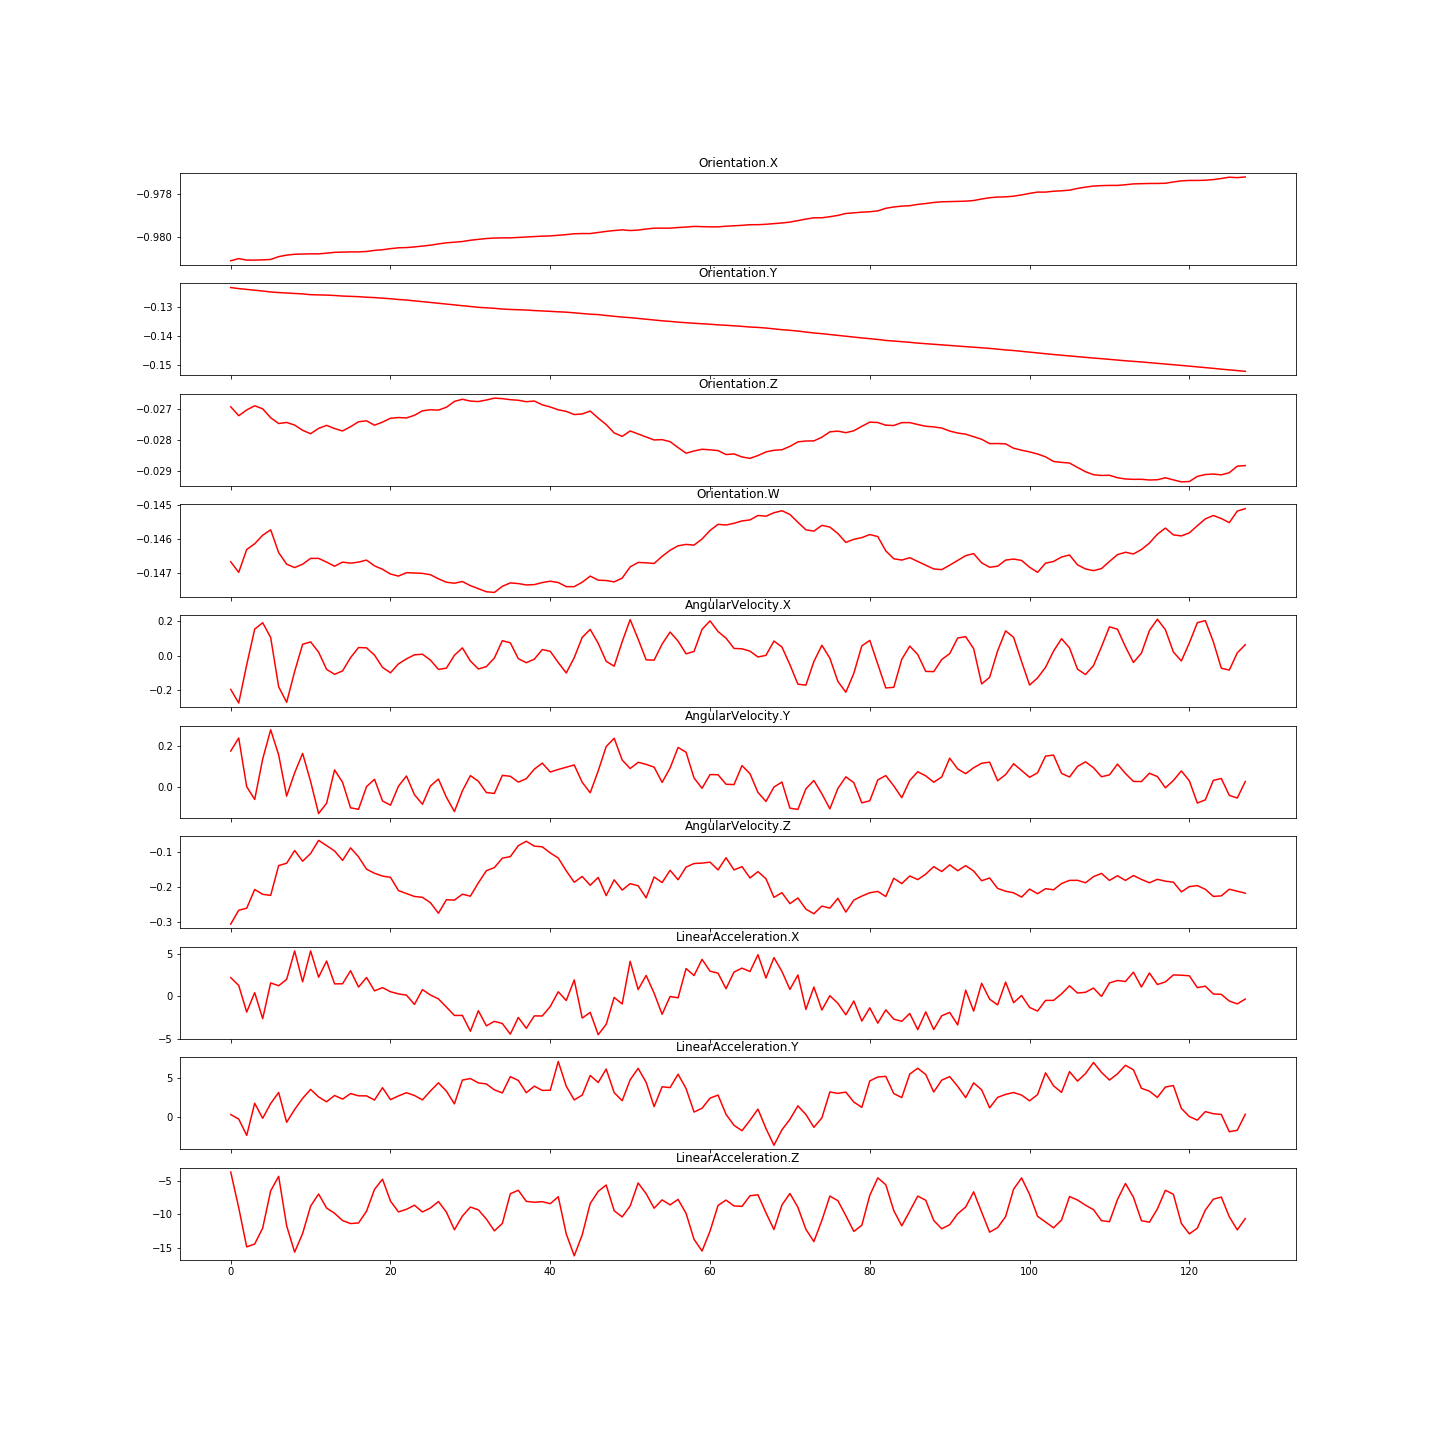 Orientation.X
−0.978
−0.980
Orientation.Y
−0.13
−0.14
−0.15
Orientation.Z
−0.027
−0.028
−0.029
Orientation.W
−0.145
−0.146
−0.147
AngularVelocity.X
0.2
0.0
−0.2
AngularVelocity.Y
0.2
0.0
AngularVelocity.Z
−0.1
−0.2
−0.3
LinearAcceleration.X
5
0
−5
LinearAcceleration.Y
5
0
LinearAcceleration.Z
−5
−10
−15
0 20 40 60 80 100 120